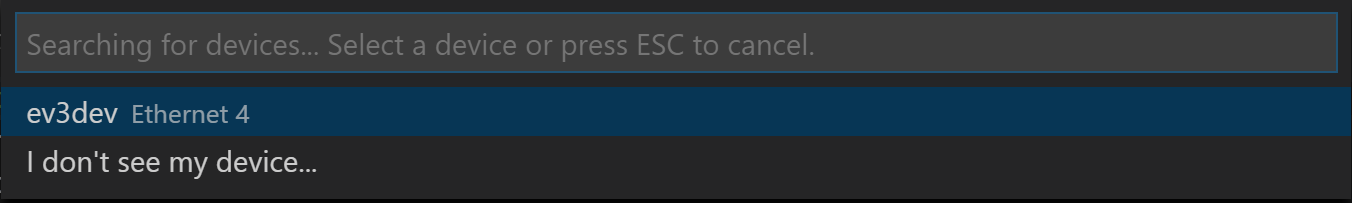 Searching for devices... Select a device or press ESC to cancel.
ev3dev Ethernet 4
I don't see my device...